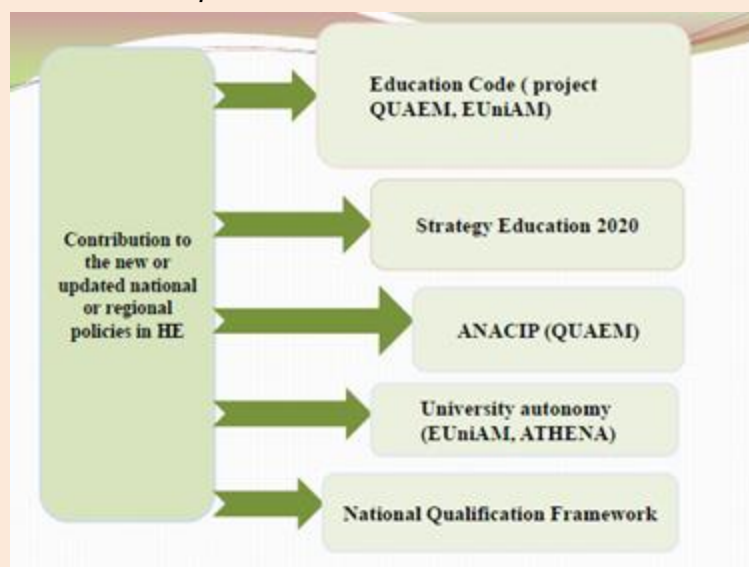 Education Code ( project
QUAEM, EUniAM)
Strategy Education 2020
Contribution to
the new or
updated national
or regional
policies in HE
ANACIP (QUAEM)
University autonomy
(EUniAM, ATHENA)
National Qualification Framework